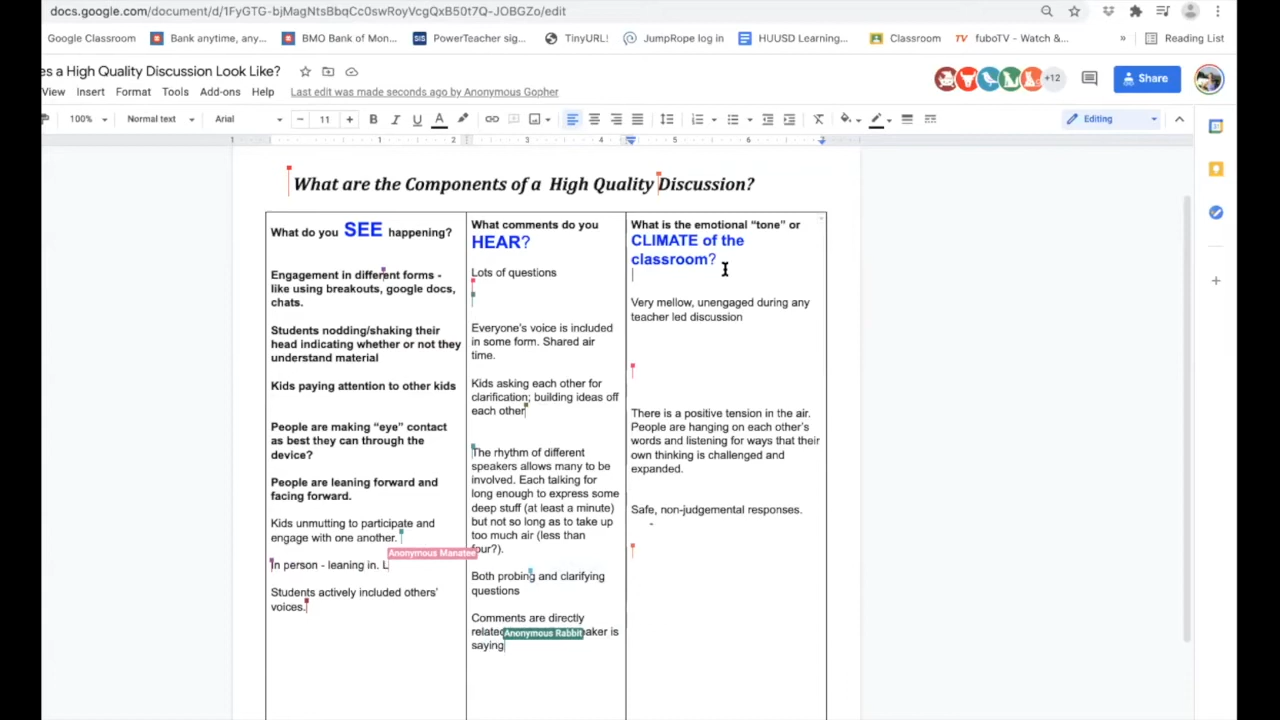 docs.google.com/document/d/1FyGTG-bjMagNtsBbqCc0swRoyVcgQxB50t7Q-JOBGZo/edit
Google Classroom
Bank anytime, any...
BMO Bank of Mon...
SIS
PowerTeacher sig...
TinyURL!
JumpRope log in
HUUSD Learning...
Classroom
TV
fuboTV - Watch &...
»
Reading List
es a High Quality Discussion Look Like?
+12
Share
View
Insert
Format
Tools
Add-ons
Help
Last edit was made seconds ago by Anonymous Gopher
100%
Normal text
Arial
11
B
I
U
A
Editing
1
1
2
3
4
5
6
What are the Components of a High Quality Discussion?
What do you SEE happening?
Engagement in different forms -
like using breakouts, google docs,
chats.
Students nodding/shaking their
head indicating whether or not they
understand material
Kids paying attention to other kids
People are making “eye” contact
as best they can through the
device?
People are leaning forward and
facing forward.
Kids unmutting to participate and
engage with one another.
Anonymous Manatee
In person - leaning in. L
Students actively included others’
voices.
What comments do you
HEAR?
Lots of questions
Everyone’s voice is included
in some form. Shared air
time.
Kids asking each other for
clarification; building ideas off
each other
The rhythm of different
speakers allows many to be
involved. Each talking for
long enough to express some
deep stuff (at least a minute)
but not so long as to take up
too much air (less than
four?).
Both probing and clarifying
questions
Comments are directly
related Anonymous Rabbit aker is
saying
What is the emotional “tone” or
CLIMATE of the
classroom?
Very mellow, unengaged during any
teacher led discussion
There is a positive tension in the air.
People are hanging on each other’s
words and listening for ways that their
own thinking is challenged and
expanded.
Safe, non-judgemental responses.
-